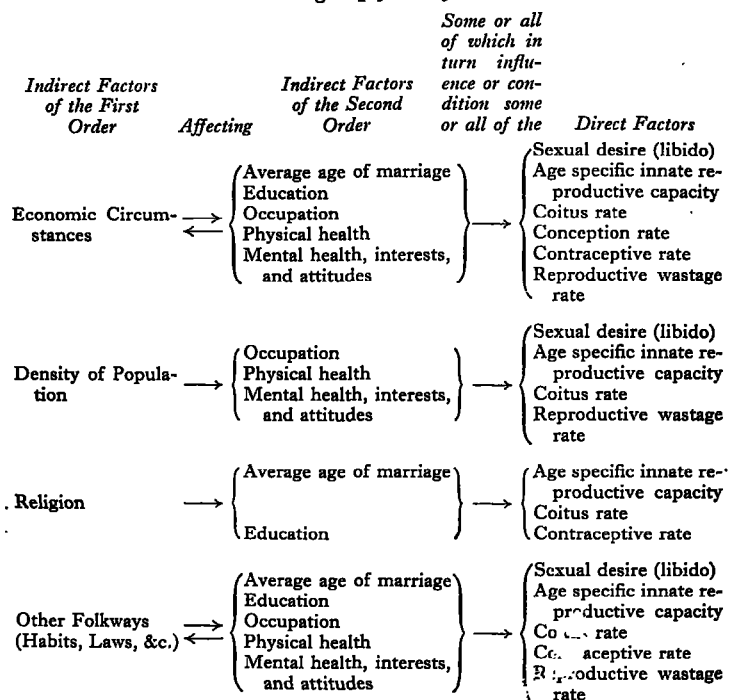 Some or all
of which in
turn influ-
ence or con-
dition some
or all of the
Indirect Factors
of the First
Order
Affecting
Indirect Factors
of the Second
Order
Direct Factors
Economic Circum-
stances
Average age of marriage
Education
Occupation
Physical health
Mental health, interests,
and attitudes
Sexual desire (libido)
Age specific innate re-
productive capacity
Coitus rate
Conception rate
Contraceptive rate
Reproductive wastage
rate
Density of Popula-
tion
Occupation
Physical health
Mental health, interests,
and attitudes
Sexual desire (libido)
Age specific innate re-
productive capacity
Coitus rate
Reproductive wastage
rate
Religion
Average age of marriage
Education
Age specific innate re-
productive capacity
Coitus rate
Contraceptive rate
Other Folkways
(Habits, Laws, &c.)
Average age of marriage
Education
Occupation
Physical health
Mental health, interests,
and attitudes
Sexual desire (libido)
Age specific innate re-
productive capacity
rate
rate
Reproductive wastage
rate